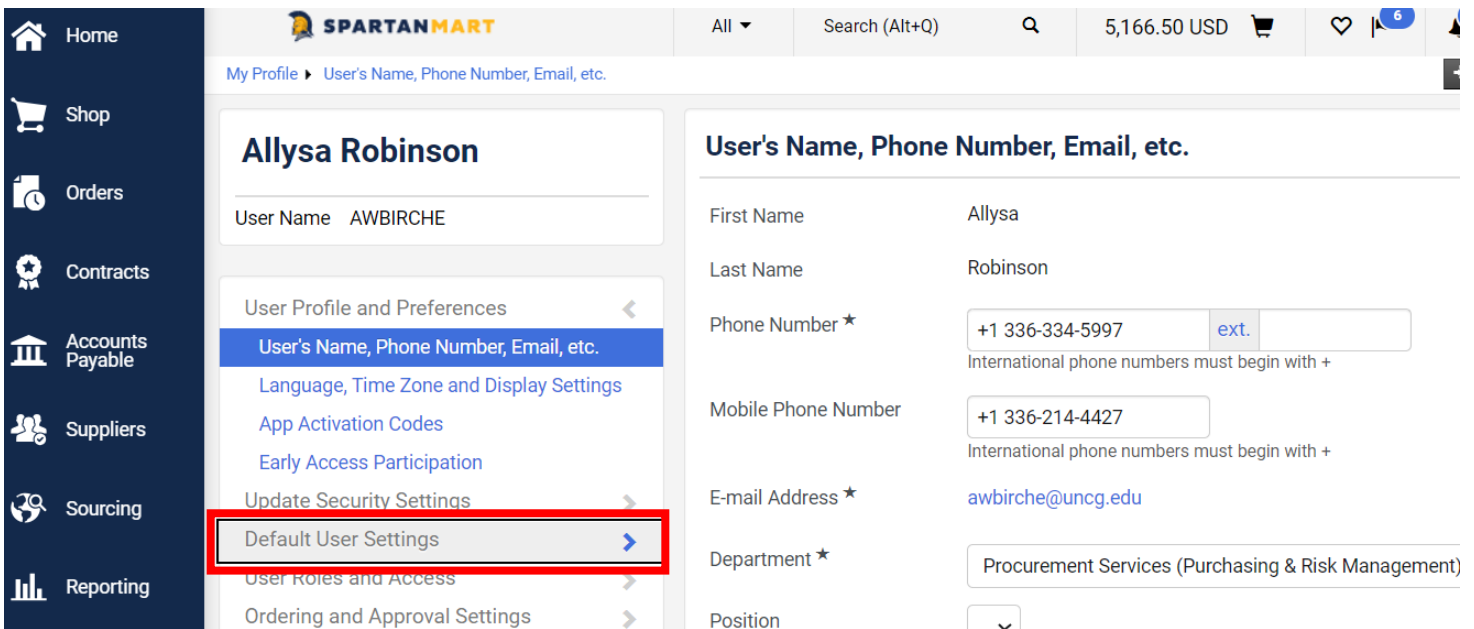 Home
Shop
Orders
Contracts
Accounts
Payable
Suppliers
Sourcing
Reporting
SPARTANMART
All
Search (Alt+Q)
5,166.50 USD
6
My Profile
User's Name, Phone Number, Email, etc.
Allysa Robinson
User Name AWBIRCHE
User Profile and Preferences
User's Name, Phone Number, Email, etc.
Language, Time Zone and Display Settings
App Activation Codes
Early Access Participation
Update Security Settings
Default User Settings
User Roles and Access
Ordering and Approval Settings
User's Name, Phone Number, Email, etc.
First Name Allysa
Last Name Robinson
Phone Number ★ +1 336-334-5997 ext.
International phone numbers must begin with +
Mobile Phone Number +1 336-214-4427
International phone numbers must begin with +
E-mail Address ★ awbirche@uncg.edu
Department ★ Procurement Services (Purchasing & Risk Management)
Position